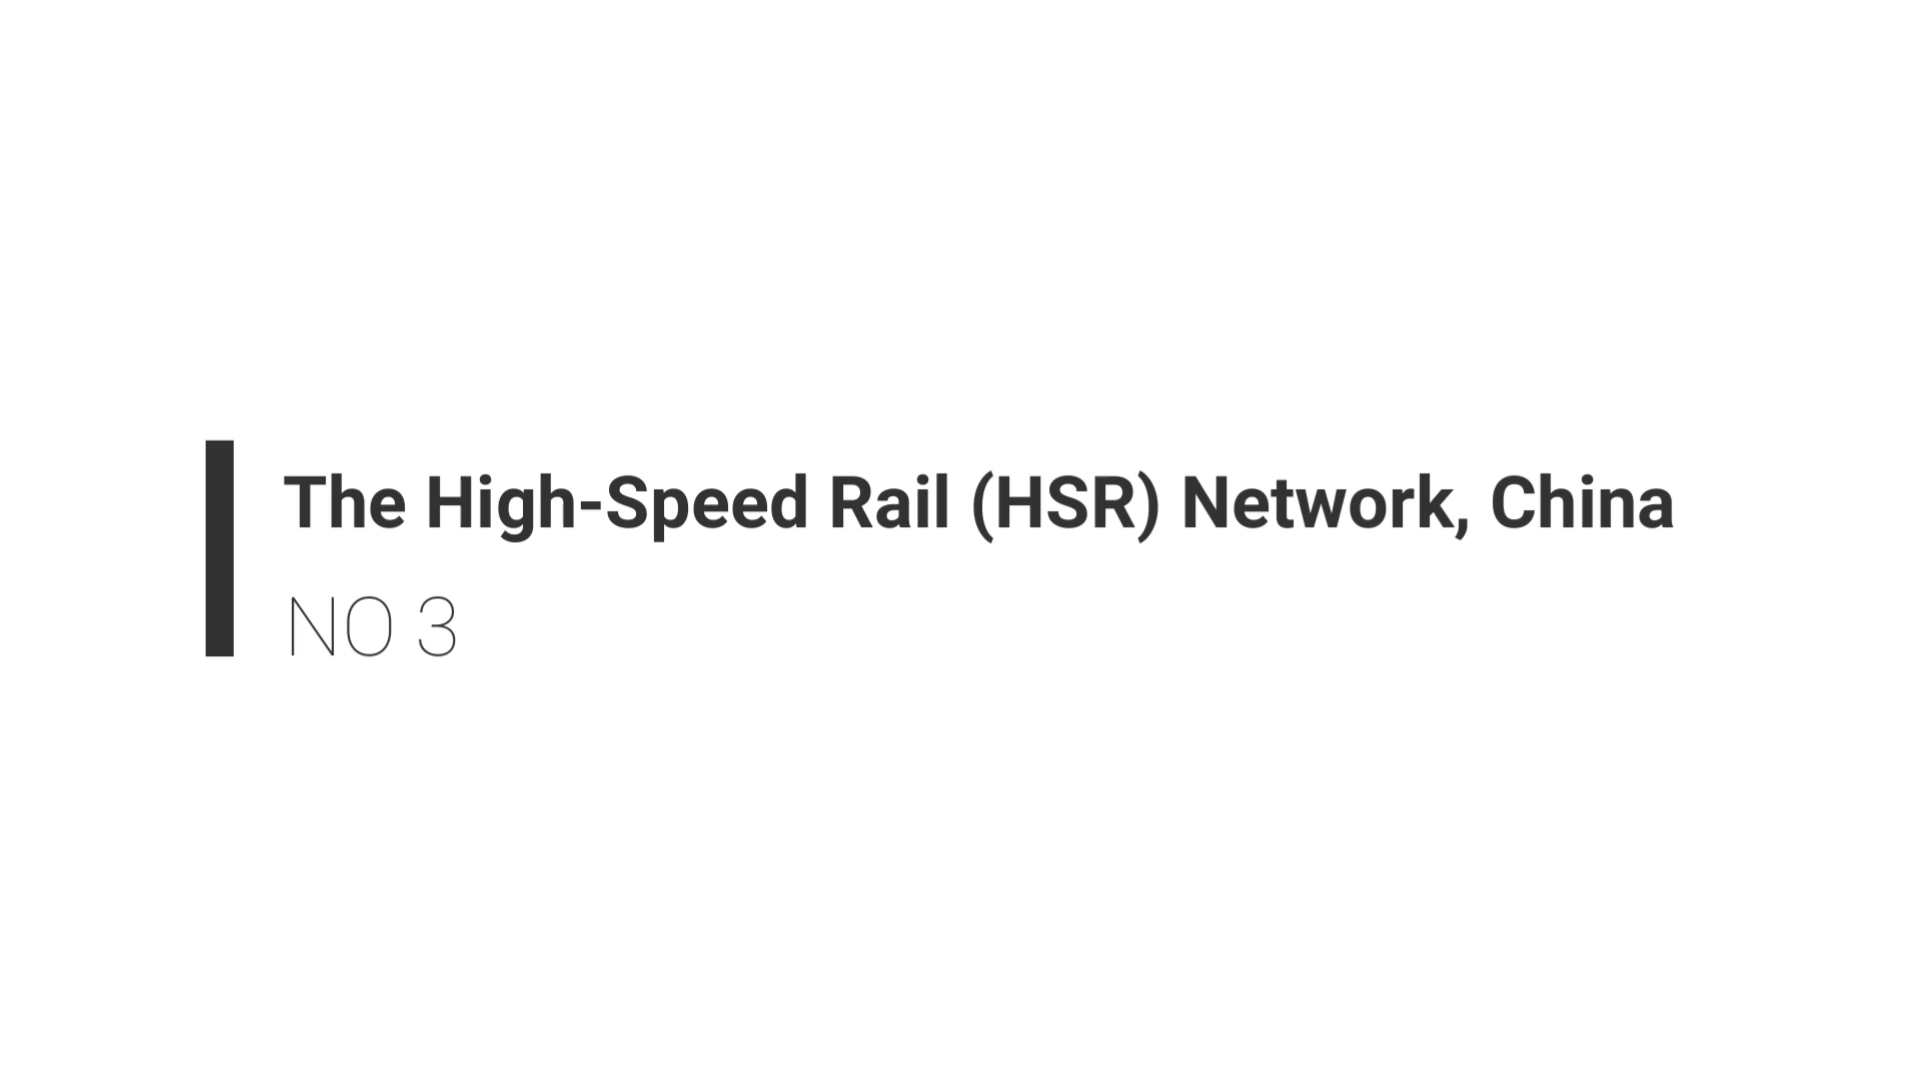 The High-Speed Rail (HSR) Network, China
NO 3